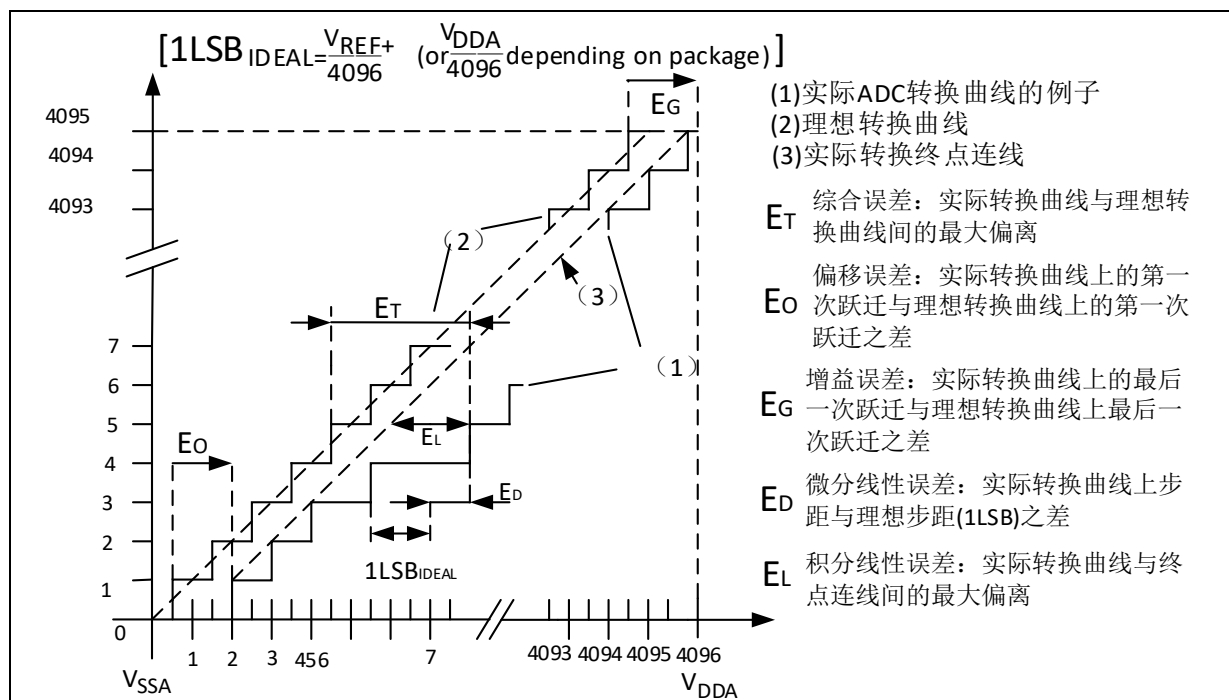 [1LSB IDEAL= VREF+/4096 (or VDDA/4096 depending on package)]
EG
4095
4094
4093
(2)
(3)
ET
(1)
7
6
5
4
3
2
1
0
EO
EL
ED
1LSBIDEAL
1 2 3 456 7 4093 4094 4095 4096
VSSA
VDDA
(1)实际ADC转换曲线的例子
(2)理想转换曲线
(3)实际转换终点连线
ET 综合误差：实际转换曲线与理想转
换曲线间的最大偏离
EO 偏移误差：实际转换曲线上的第一
次跃迁与理想转换曲线上的第一次
跃迁之差
EG 增益误差：实际转换曲线上的最后
一次跃迁与理想转换曲线上最后一
次跃迁之差
ED 微分线性误差：实际转换曲线上步
距与理想步距(1LSB)之差
EL 积分线性误差：实际转换曲线与终
点连线间的最大偏离